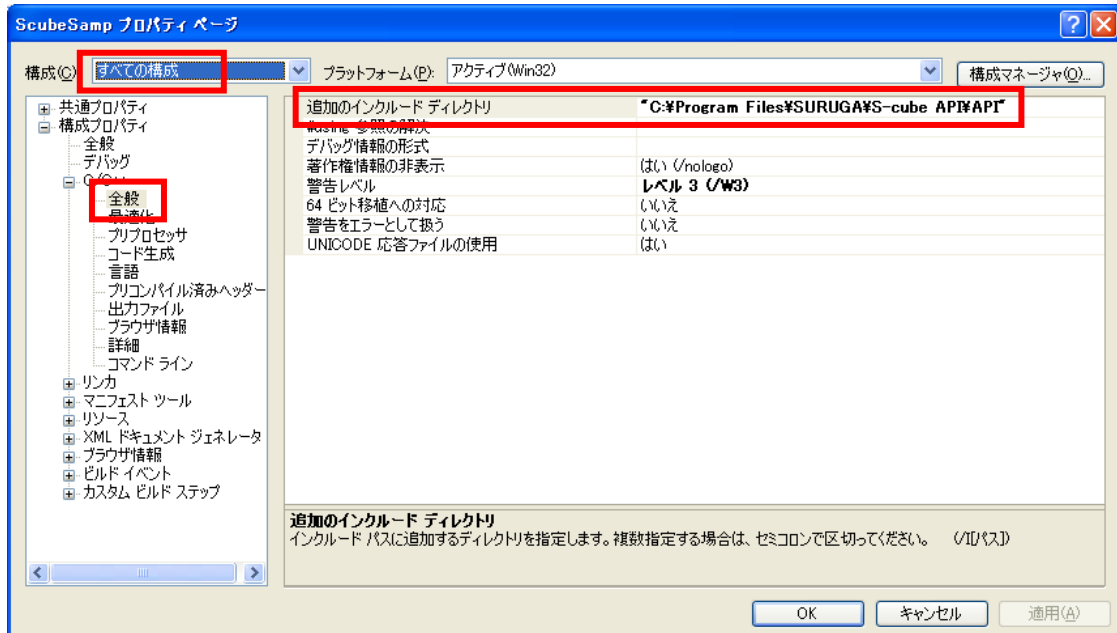 ScubeSamp プロパティ ページ
構成(C): すべての構成 プラットフォーム(P): アクティブ(Win32) 構成マネージャ(O)...
共通プロパティ
構成プロパティ
全般
デバッグ
C/C++
全般
最適化
プリプロセッサ
コード生成
言語
プリコンパイル済みヘッダー
出力ファイル
ブラウザ情報
詳細
コマンド ライン
リンカ
マニフェスト ツール
リソース
XML ドキュメント ジェネレータ
ブラウザ情報
ビルド イベント
カスタム ビルド ステップ
追加のインクルード ディレクトリ "C:¥Program Files¥SURUGA¥S-cube API¥API"
#using 参照の解決
デバッグ情報の形式
著作権情報の非表示 はい (/nologo)
警告レベル レベル 3 (/W3)
64 ビット移植への対応 いいえ
警告をエラーとして扱う いいえ
UNICODE 応答ファイルの使用 はい
追加のインクルード ディレクトリ
インクルード パスに追加するディレクトリを指定します。複数指定する場合は、セミコロンで区切ってください。 (/I[パス])
OK キャンセル 適用(A)